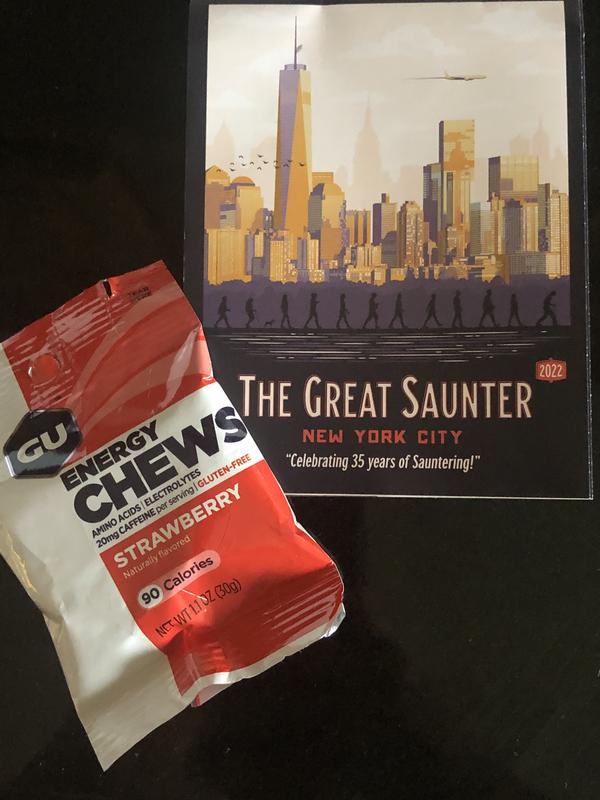 2022
THE GREAT SAUNTER
NEW YORK CITY
“Celebrating 35 years of Sauntering!”
TEAR
GU
ENERGY
CHEWS
AMINO ACIDS | ELECTROLYTES
20mg CAFFEINE per serving | GLUTEN-FREE
STRAWBERRY
Naturally flavored
90 Calories
NET WT 1.1 OZ (30g)